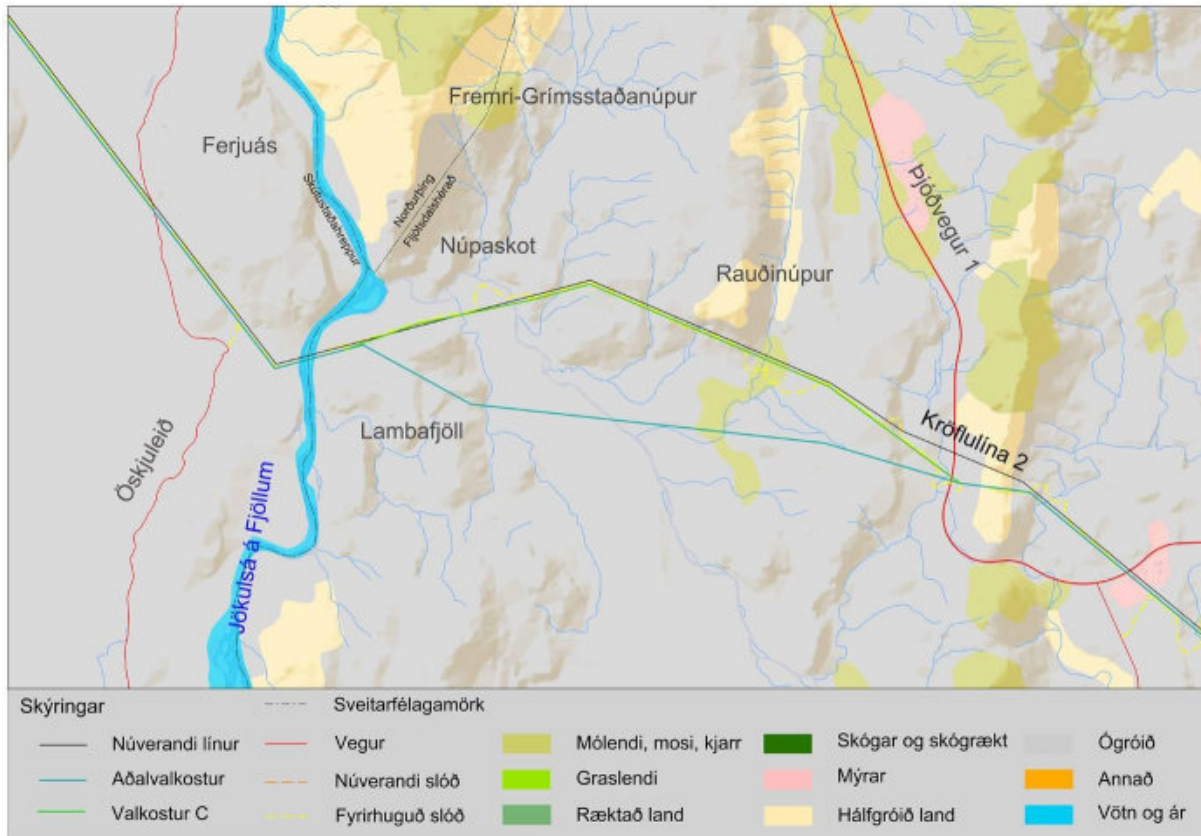 Fremri-Grímsstaðanúpur
Ferjuás
Skútustaðahreppur
Norðurþing
Fljótsdalshérað
Núpaskot
Þjóðvegur 1
Rauðinúpur
Kröflulína 2
Lambafjöll
Öskjuleið
Jökulsá á Fjöllum
Skýringar
Sveitarfélagamörk
Núverandi línur
Vegur
Mólendi, mosi, kjarr
Skógar og skógrækt
Ógróið
Aðalvalkostur
Núverandi slóð
Graslendi
Mýrar
Annað
Valkostur C
Fyrirhuguð slóð
Ræktað land
Hálfgróið land
Vötn og ár